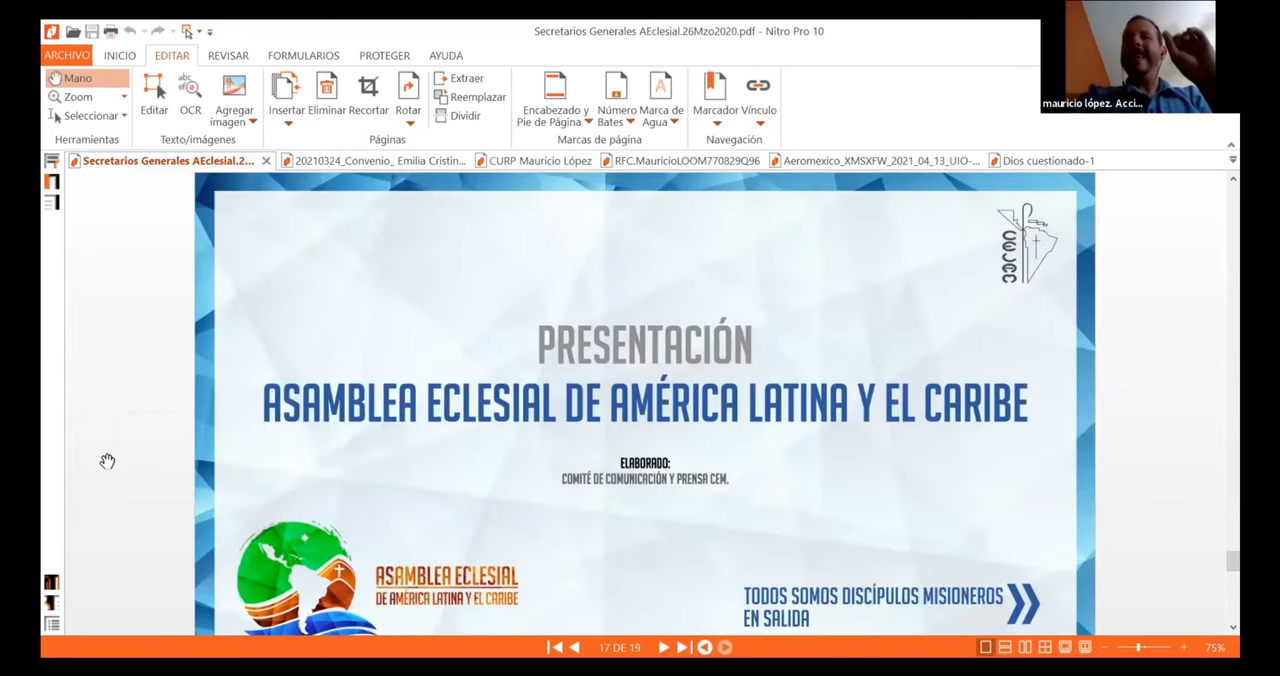 Secretarios Generales AEclesial.26Mzo2020.pdf - Nitro Pro 10
mauricio lópez. Acci...
ARCHIVO INICIO EDITAR REVISAR FORMULARIOS PROTEGER AYUDA
Mano
Zoom
Seleccionar
Herramientas
Editar
OCR
Agregar
imagen
Texto/imágenes
Insertar Eliminar Recortar Rotar
Extraer
Reemplazar
Dividir
Páginas
Encabezado y
Pie de Página
Número
Bates
Marca de
Agua
Marcas de página
Marcador Vínculo
Navegación
Secretarios Generales AEclesial.2... 20210324_Convenio_ Emilia Cristin... CURP Mauricio López RFC.MauricioLOOM770829Q96 Aeromexico_XMSXFW_2021_04_13_UIO-... Dios cuestionado-1
celac
PRESENTACIÓN
ASAMBLEA ECLESIAL DE AMÉRICA LATINA Y EL CARIBE
ELABORADO:
COMITÉ DE COMUNICACIÓN Y PRENSA CEM.
ASAMBLEA ECLESIAL
DE AMÉRICA LATINA Y EL CARIBE
TODOS SOMOS DISCÍPULOS MISIONEROS
EN SALIDA
17 DE 19
75%